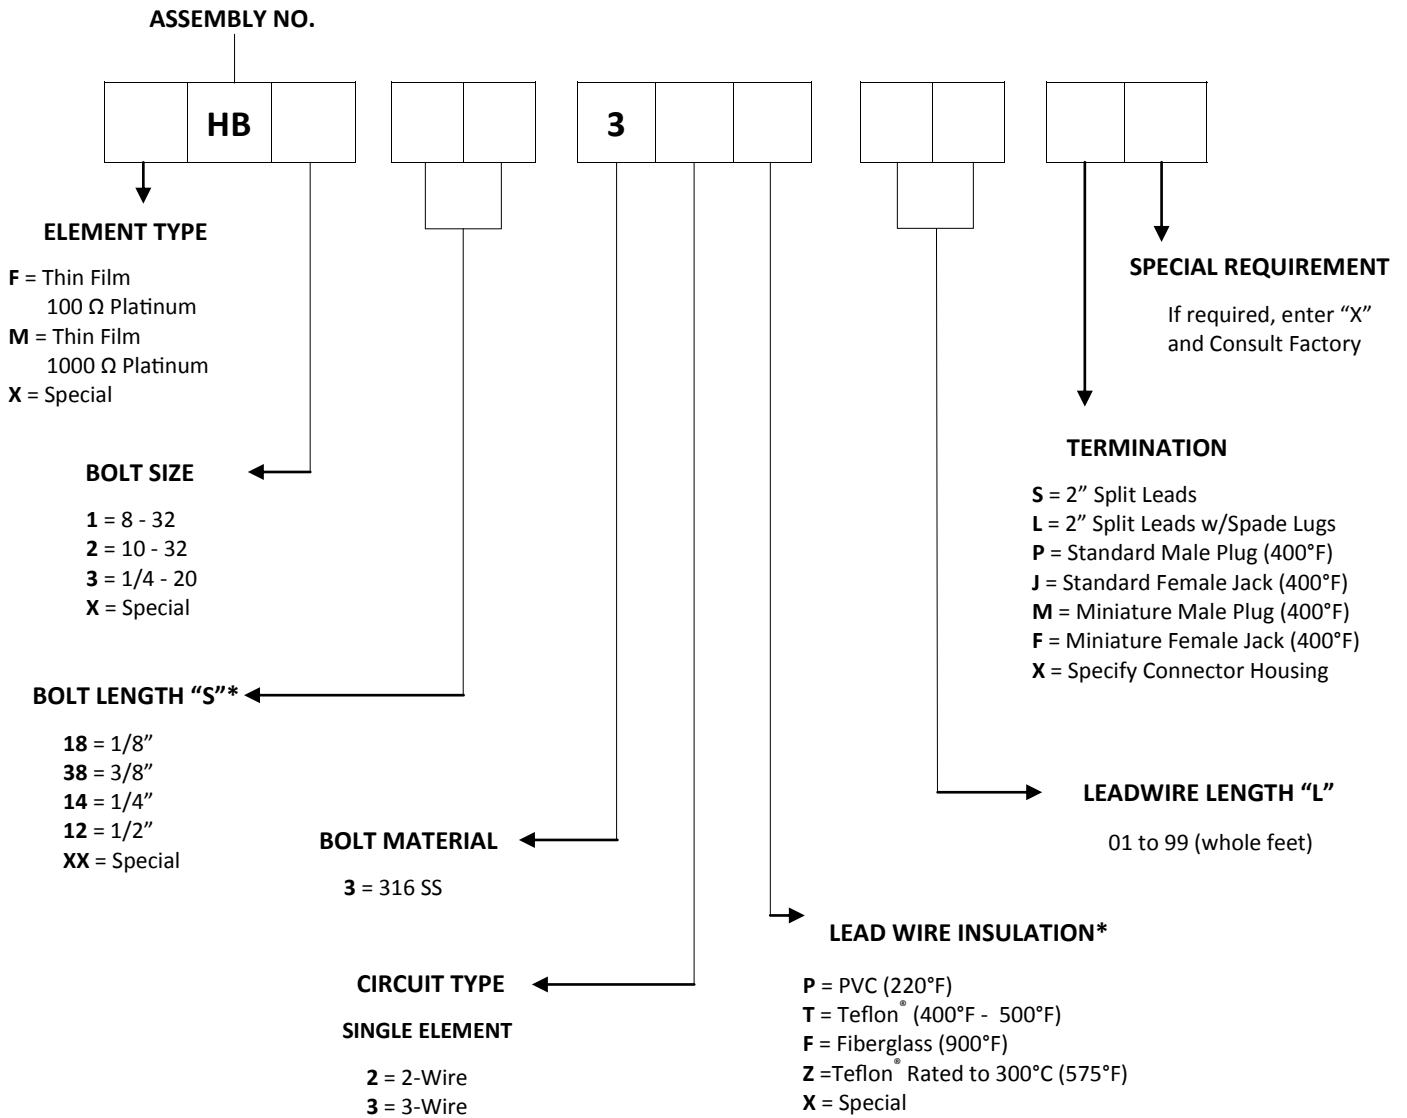 ASSEMBLY NO.
HB
3
ELEMENT TYPE
F = Thin Film
100 Ω Platinum
M = Thin Film
1000 Ω Platinum
X = Special
BOLT SIZE
1 = 8 - 32
2 = 10 - 32
3 = 1/4 - 20
X = Special
BOLT LENGTH “S”*
18 = 1/8”
38 = 3/8”
14 = 1/4”
12 = 1/2”
XX = Special
BOLT MATERIAL
3 = 316 SS
CIRCUIT TYPE
SINGLE ELEMENT
2 = 2-Wire
3 = 3-Wire
LEAD WIRE INSULATION*
P = PVC (220°F)
T = Teflon® (400°F - 500°F)
F = Fiberglass (900°F)
Z =Teflon® Rated to 300°C (575°F)
X = Special
LEADWIRE LENGTH “L”
01 to 99 (whole feet)
TERMINATION
S = 2” Split Leads
L = 2” Split Leads w/Spade Lugs
P = Standard Male Plug (400°F)
J = Standard Female Jack (400°F)
M = Miniature Male Plug (400°F)
F = Miniature Female Jack (400°F)
X = Specify Connector Housing
SPECIAL REQUIREMENT
If required, enter “X”
and Consult Factory